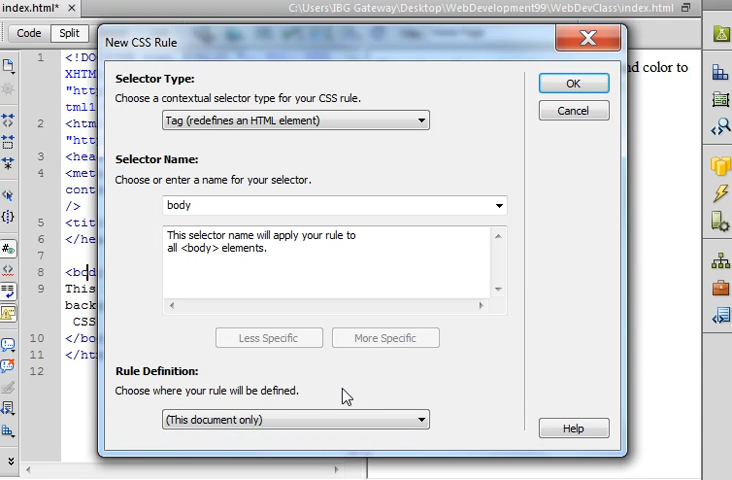 index.html* ×
C:\Users\IBG Gateway\Desktop\WebDevelopment99\WebDevClass\index.html
Code
Split
New CSS Rule
Selector Type:
Choose a contextual selector type for your CSS rule.
Tag (redefines an HTML element)
OK
Cancel
Selector Name:
Choose or enter a name for your selector.
body
This selector name will apply your rule to
all <body> elements.
Less Specific
More Specific
Rule Definition:
Choose where your rule will be defined.
(This document only)
Help
1
XHTM
"http
tml1
2
<htm
"htt
3
<hea
4
<met
cont
/>
5
<tit
6
</he
7
8
<bod
9
This
back
CSS
10
</bo
11
</ht
12
d color to